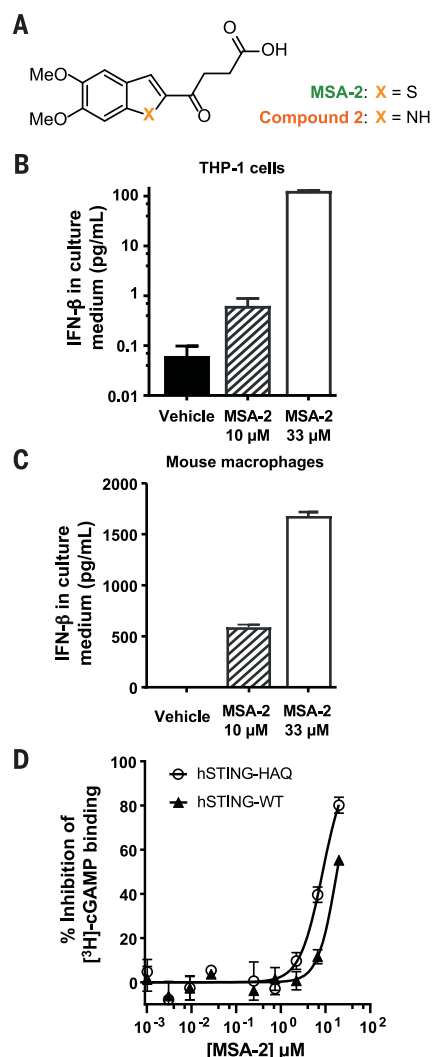 A
O
OH
MeO
MeO
X
O
MSA-2: X = S
Compound 2: X = NH
B
THP-1 cells
IFN-β in culture
medium (pg/mL)
100
10
1
0.1
0.01
Vehicle
MSA-2
10 µM
MSA-2
33 µM
C
Mouse macrophages
IFN-β in culture
medium (pg/mL)
2000
1500
1000
500
0
Vehicle
MSA-2
10 µM
MSA-2
33 µM
D
hSTING-HAQ
hSTING-WT
% Inhibition of
[³H]-cGAMP binding
100
80
60
40
20
0
10⁻³ 10⁻² 10⁻¹ 10⁰ 10¹ 10²
[MSA-2] µM